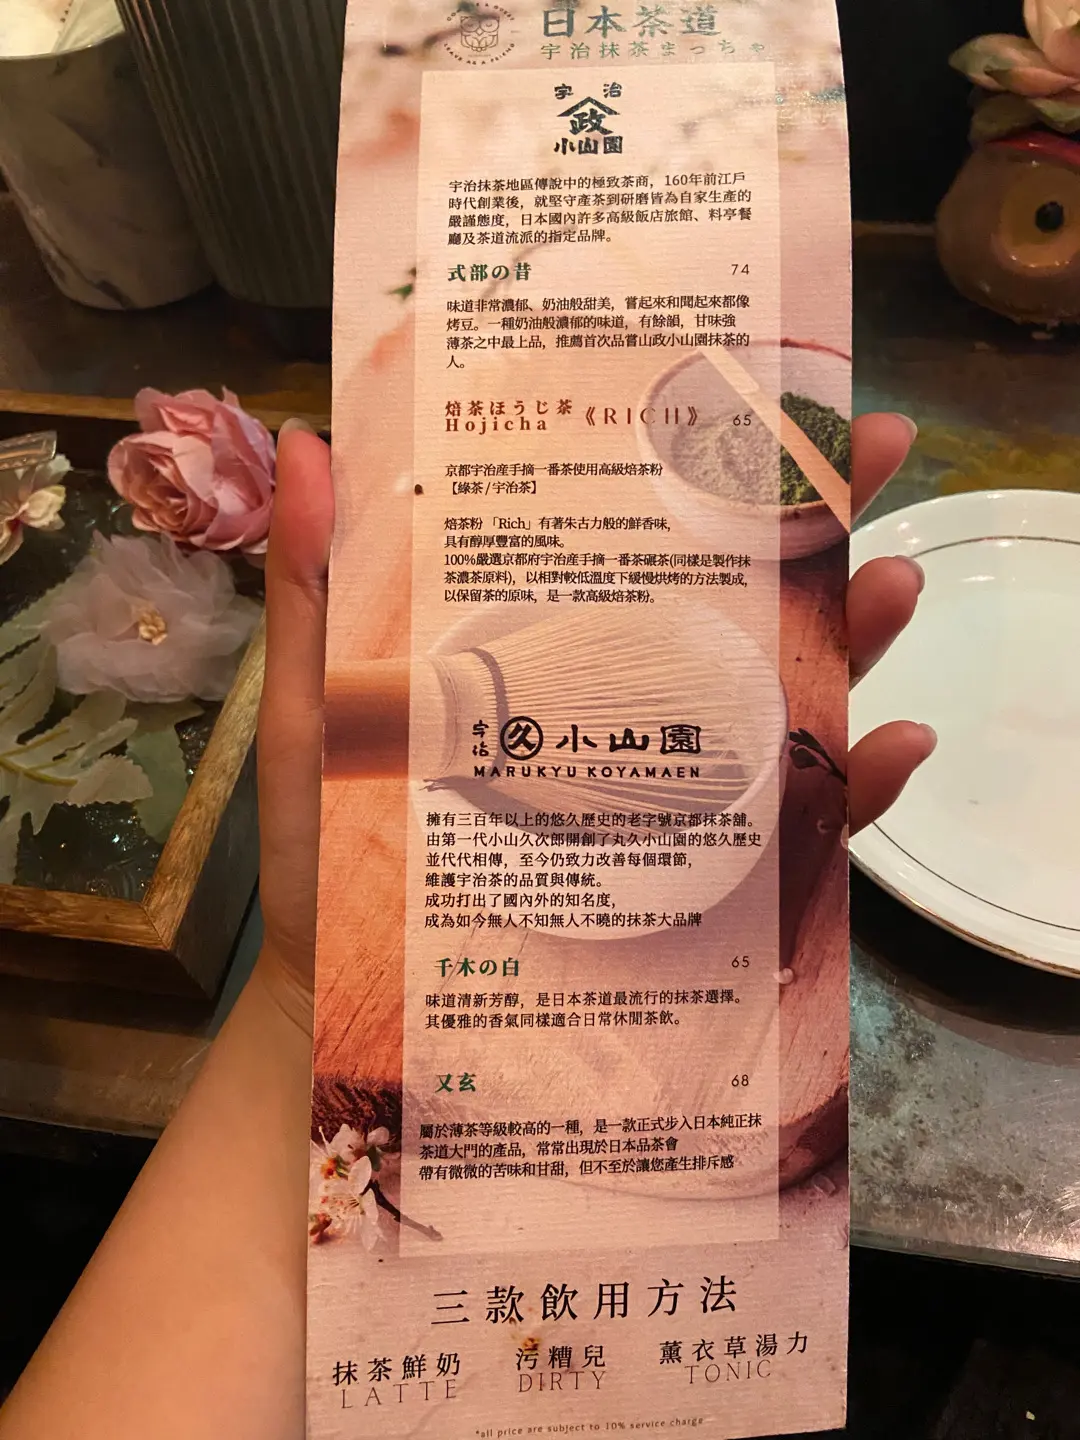 日本茶道
LEAVE AS A FRIEND
宇治抹茶まっちゃ
宇治
政
小山園
宇治抹茶地區傳說中的極致茶商，160年前江戶
時代創業後，就堅守產茶到研磨皆為自家生產的
嚴謹態度，日本國內許多高級飯店旅館、料亭餐
廳及茶道流派的指定品牌。
式部の昔 74
味道非常濃郁、奶油般甜美，嘗起來和聞起來都像
烤豆。一種奶油般濃郁的味道，有餘韻，甘味強
薄茶之中最上品，推薦首次品嘗山政小山園抹茶的
人。
焙茶ほうじ茶
Hojicha 《RICH》 65
京都宇治産手摘一番茶使用高級焙茶粉
【綠茶 / 宇治茶】
焙茶粉 「Rich」有著朱古力般的鮮香味，
具有醇厚豐富的風味。
100%嚴選京都府宇治産手摘一番茶碾茶(同樣是製作抹
茶濃茶原料)，以相對較低溫度下緩慢烘烤的方法製成，
以保留茶的原味，是一款高級焙茶粉。
宇治 久 小山園
MARUKYU KOYAMAEN
擁有三百年以上的悠久歷史的老字號京都抹茶舖。
由第一代小山久次郎開創了丸久小山園的悠久歷史
並代代相傳，至今仍致力改善每個環節，
維護宇治茶的品質與傳統。
成功打出了國內外的知名度，
成為如今無人不知無人不曉的抹茶大品牌
千木の白 65
味道清新芳醇，是日本茶道最流行的抹茶選擇。
其優雅的香氣同樣適合日常休閒茶飲。
又玄 68
屬於薄茶等級較高的一種，是一款正式步入日本純正抹
茶道大門的產品，常常出現於日本品茶會
帶有微微的苦味和甘甜，但不至於讓您產生排斥感
三款飲用方法
抹茶鮮奶 污糟兒 薰衣草湯力
LATTE DIRTY TONIC
*all price are subject to 10% service charge